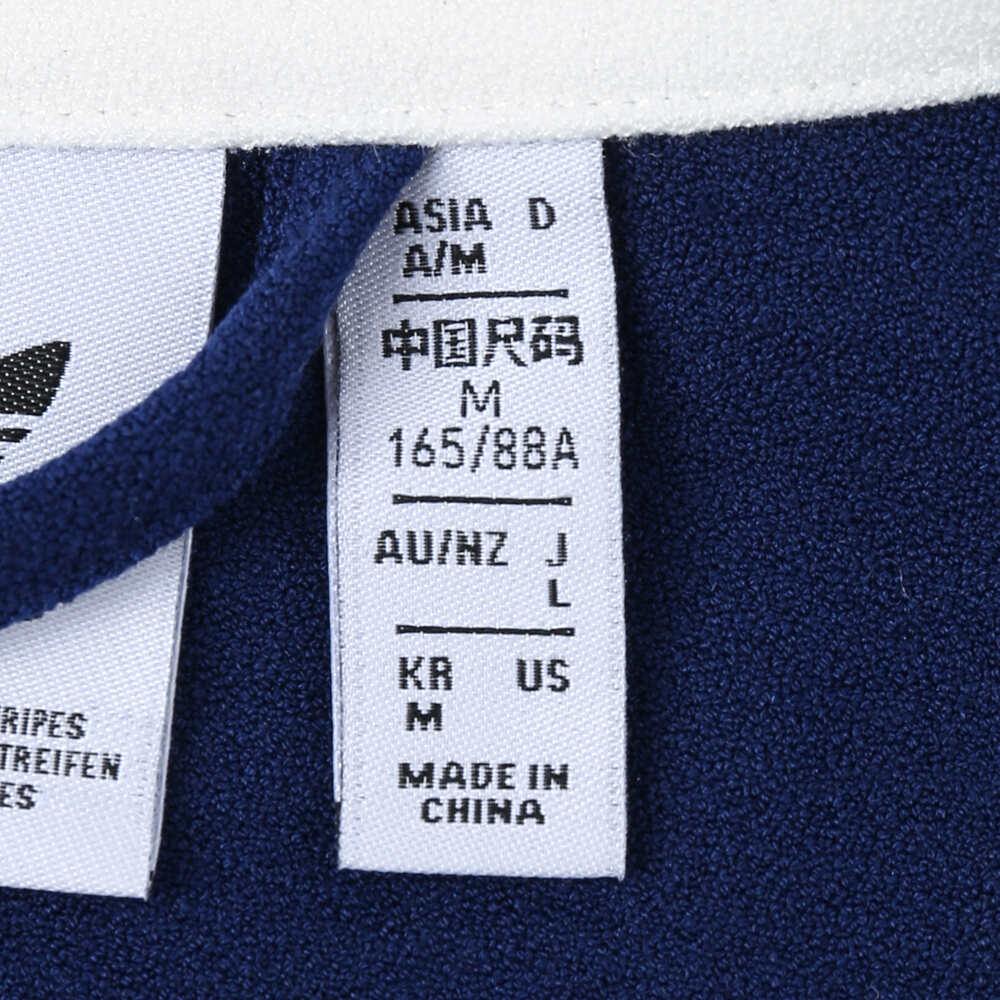 ASIA D
A/M
中国尺码
M
165/88A
AU/NZ J
L
KR US
M
MADE IN
CHINA
RIPES
TREIFEN
ES